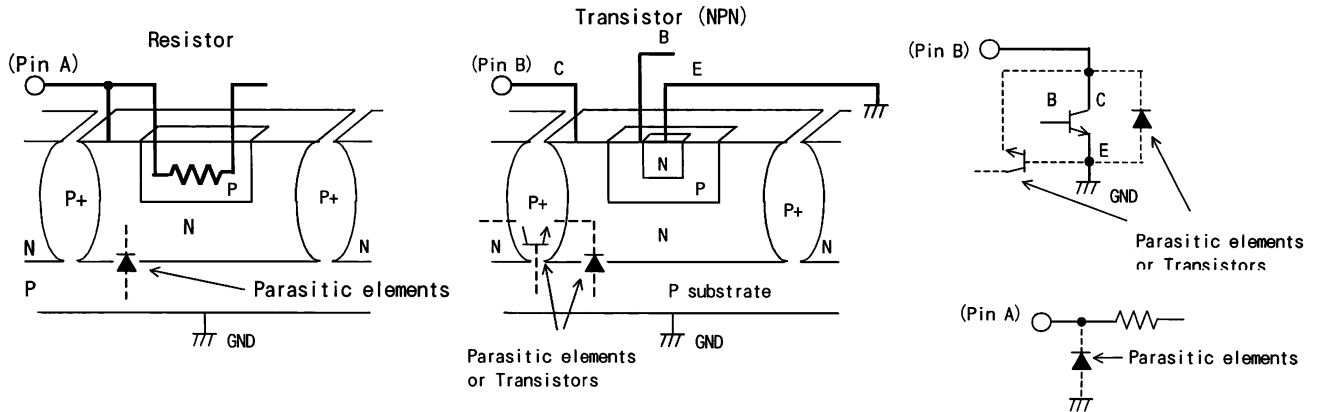 Resistor
(Pin A)
P+
P
N
P+
N
N
P
Parasitic elements
GND
Transistor (NPN)
B
(Pin B)
C
E
N
P
P+
P+
N
N
N
P substrate
GND
Parasitic elements
or Transistors
(Pin B)
B
C
E
GND
Parasitic elements
or Transistors
(Pin A)
Parasitic elements